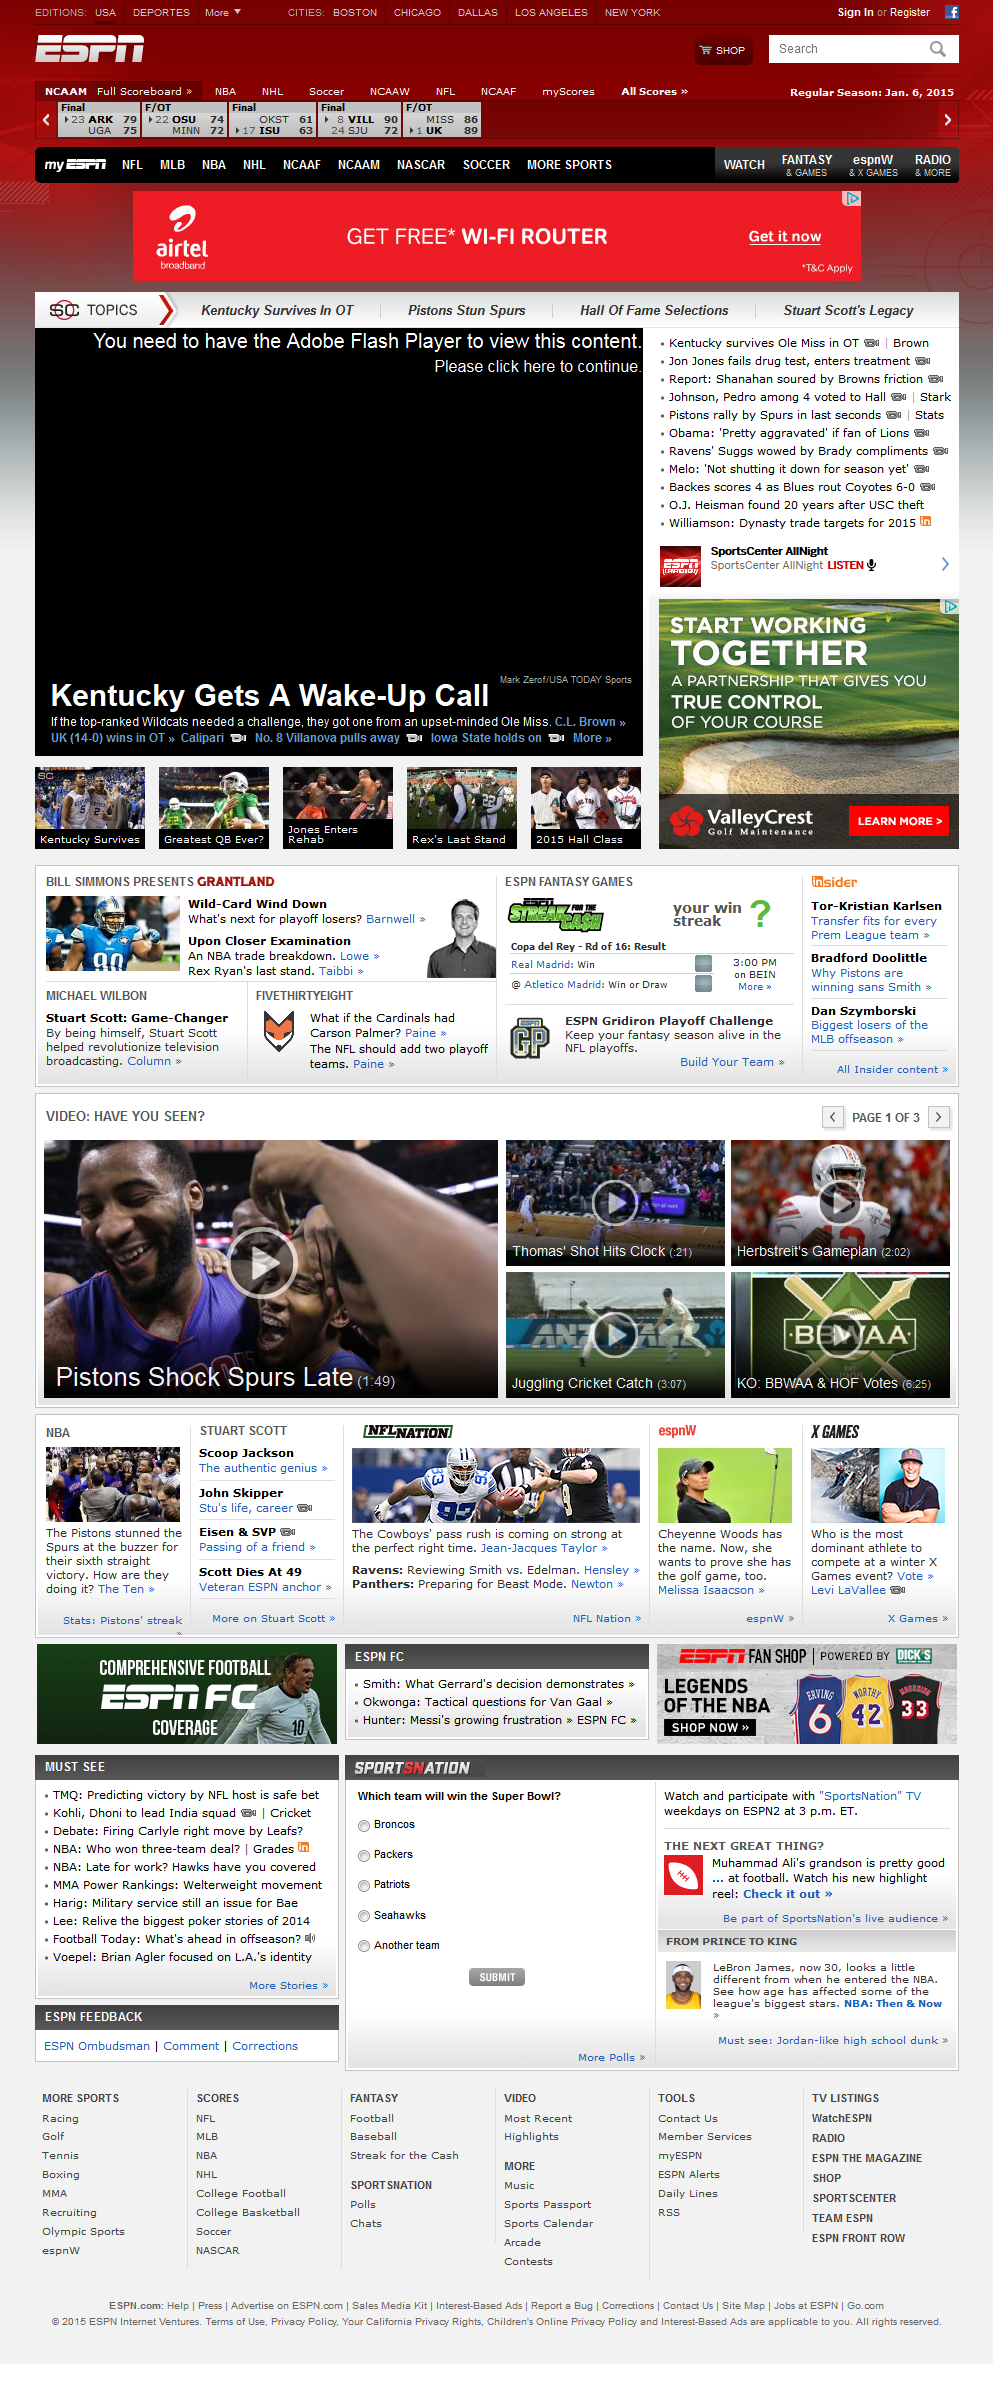 EDITIONS: USA DEPORTES More CITIES: BOSTON CHICAGO DALLAS LOS ANGELES NEW YORK
Sign In or Register
ESPN
SHOP
Search
NCAAM Full Scoreboard » NBA NHL Soccer NCAAW NFL NCAAF myScores All Scores »
Regular Season: Jan. 6, 2015
Final F/OT Final Final F/OT
23 ARK 79 22 OSU 74 OKST 61 8 VILL 90 MISS 86
UGA 75 MINN 72 17 ISU 63 24 SJU 72 1 UK 89
myESPN NFL MLB NBA NHL NCAAF NCAAM NASCAR SOCCER MORE SPORTS
WATCH FANTASY & GAMES espnW & X GAMES RADIO & MORE
airtel
broadband
GET FREE* WI-FI ROUTER
Get it now
*T&C Apply
SC TOPICS Kentucky Survives In OT Pistons Stun Spurs Hall Of Fame Selections Stuart Scott's Legacy
You need to have the Adobe Flash Player to view this content.
Please click here to continue.
Mark Zerof/USA TODAY Sports
Kentucky Gets A Wake-Up Call
If the top-ranked Wildcats needed a challenge, they got one from an upset-minded Ole Miss. C.L. Brown »
UK (14-0) wins in OT » Calipari No. 8 Villanova pulls away Iowa State holds on More »
SC
Kentucky Survives
Greatest QB Ever?
Jones Enters
Rehab
Rex's Last Stand
2015 Hall Class
Kentucky survives Ole Miss in OT | Brown
Jon Jones fails drug test, enters treatment
Report: Shanahan soured by Browns friction
Johnson, Pedro among 4 voted to Hall | Stark
Pistons rally by Spurs in last seconds | Stats
Obama: 'Pretty aggravated' if fan of Lions
Ravens' Suggs wowed by Brady compliments
Melo: 'Not shutting it down for season yet'
Backes scores 4 as Blues rout Coyotes 6-0
O.J. Heisman found 20 years after USC theft
Williamson: Dynasty trade targets for 2015 in
ESPN RADIO
SportsCenter AllNight
SportsCenter AllNight LISTEN
START WORKING
TOGETHER
A PARTNERSHIP THAT GIVES YOU
TRUE CONTROL
OF YOUR COURSE
ValleyCrest
Golf Maintenance
LEARN MORE >
BILL SIMMONS PRESENTS GRANTLAND
Wild-Card Wind Down
What's next for playoff losers? Barnwell »
Upon Closer Examination
An NBA trade breakdown. Lowe »
Rex Ryan's last stand. Taibbi »
MICHAEL WILBON
Stuart Scott: Game-Changer
By being himself, Stuart Scott
helped revolutionize television
broadcasting. Column »
FIVETHIRTYEIGHT
What if the Cardinals had
Carson Palmer? Paine »
The NFL should add two playoff
teams. Paine »
ESPN FANTASY GAMES
STREAK FOR THE CASH
your win
streak ?
Copa del Rey - Rd of 16: Result
Real Madrid: Win
@ Atletico Madrid: Win or Draw
3:00 PM
on BEIN
More »
GP
ESPN Gridiron Playoff Challenge
Keep your fantasy season alive in the
NFL playoffs.
Build Your Team »
insider
Tor-Kristian Karlsen
Transfer fits for every
Prem League team »
Bradford Doolittle
Why Pistons are
winning sans Smith »
Dan Szymborski
Biggest losers of the
MLB offseason »
All Insider content »
VIDEO: HAVE YOU SEEN?
PAGE 1 OF 3
Pistons Shock Spurs Late (1:49)
Thomas' Shot Hits Clock (:21)
Herbstreit's Gameplan (2:02)
Juggling Cricket Catch (3:07)
BBWAA
KO: BBWAA & HOF Votes (6:25)
NBA
The Pistons stunned the
Spurs at the buzzer for
their sixth straight
victory. How are they
doing it? The Ten »
Stats: Pistons' streak
»
STUART SCOTT
Scoop Jackson
The authentic genius »
John Skipper
Stu's life, career
Eisen & SVP
Passing of a friend »
Scott Dies At 49
Veteran ESPN anchor »
More on Stuart Scott »
NFL NATION
The Cowboys' pass rush is coming on strong at
the perfect right time. Jean-Jacques Taylor »
Ravens: Reviewing Smith vs. Edelman. Hensley »
Panthers: Preparing for Beast Mode. Newton »
NFL Nation »
espnW
Cheyenne Woods has
the name. Now, she
wants to prove she has
the golf game, too.
Melissa Isaacson »
espnW »
X GAMES
Who is the most
dominant athlete to
compete at a winter X
Games event? Vote »
Levi LaVallee
X Games »
COMPREHENSIVE FOOTBALL
ESPN FC
COVERAGE
10
ESPN FC
Smith: What Gerrard's decision demonstrates »
Okwonga: Tactical questions for Van Gaal »
Hunter: Messi's growing frustration » ESPN FC »
ESPN FAN SHOP | POWERED BY DICK'S
LEGENDS
OF THE NBA
SHOP NOW »
ERVING 6 WORTHY 42 33
MUST SEE
TMQ: Predicting victory by NFL host is safe bet
Kohli, Dhoni to lead India squad | Cricket
Debate: Firing Carlyle right move by Leafs?
NBA: Who won three-team deal? | Grades in
NBA: Late for work? Hawks have you covered
MMA Power Rankings: Welterweight movement
Harig: Military service still an issue for Bae
Lee: Relive the biggest poker stories of 2014
Football Today: What's ahead in offseason?
Voepel: Brian Agler focused on L.A.'s identity
More Stories »
ESPN FEEDBACK
ESPN Ombudsman | Comment | Corrections
SPORTSNATION
Which team will win the Super Bowl?
Broncos
Packers
Patriots
Seahawks
Another team
SUBMIT
More Polls »
Watch and participate with "SportsNation" TV
weekdays on ESPN2 at 3 p.m. ET.
THE NEXT GREAT THING?
Muhammad Ali's grandson is pretty good
... at football. Watch his new highlight
reel: Check it out »
Be part of SportsNation's live audience »
FROM PRINCE TO KING
LeBron James, now 30, looks a little
different from when he entered the NBA.
See how age has affected some of the
league's biggest stars. NBA: Then & Now
»
Must see: Jordan-like high school dunk »
MORE SPORTS
Racing
Golf
Tennis
Boxing
MMA
Recruiting
Olympic Sports
espnW
SCORES
NFL
MLB
NBA
NHL
College Football
College Basketball
Soccer
NASCAR
FANTASY
Football
Baseball
Streak for the Cash
SPORTSNATION
Polls
Chats
VIDEO
Most Recent
Highlights
MORE
Music
Sports Passport
Sports Calendar
Arcade
Contests
TOOLS
Contact Us
Member Services
myESPN
ESPN Alerts
Daily Lines
RSS
TV LISTINGS
WatchESPN
RADIO
ESPN THE MAGAZINE
SHOP
SPORTSCENTER
TEAM ESPN
ESPN FRONT ROW
ESPN.com: Help | Press | Advertise on ESPN.com | Sales Media Kit | Interest-Based Ads | Report a Bug | Corrections | Contact Us | Site Map | Jobs at ESPN | Go.com
© 2015 ESPN Internet Ventures. Terms of Use, Privacy Policy, Your California Privacy Rights, Children's Online Privacy Policy and Interest-Based Ads are applicable to you. All rights reserved.